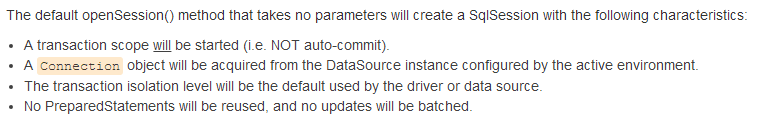 The default openSession() method that takes no parameters will create a SqlSession with the following characteristics:
• A transaction scope will be started (i.e. NOT auto-commit).
• A Connection object will be acquired from the DataSource instance configured by the active environment.
• The transaction isolation level will be the default used by the driver or data source.
• No PreparedStatements will be reused, and no updates will be batched.